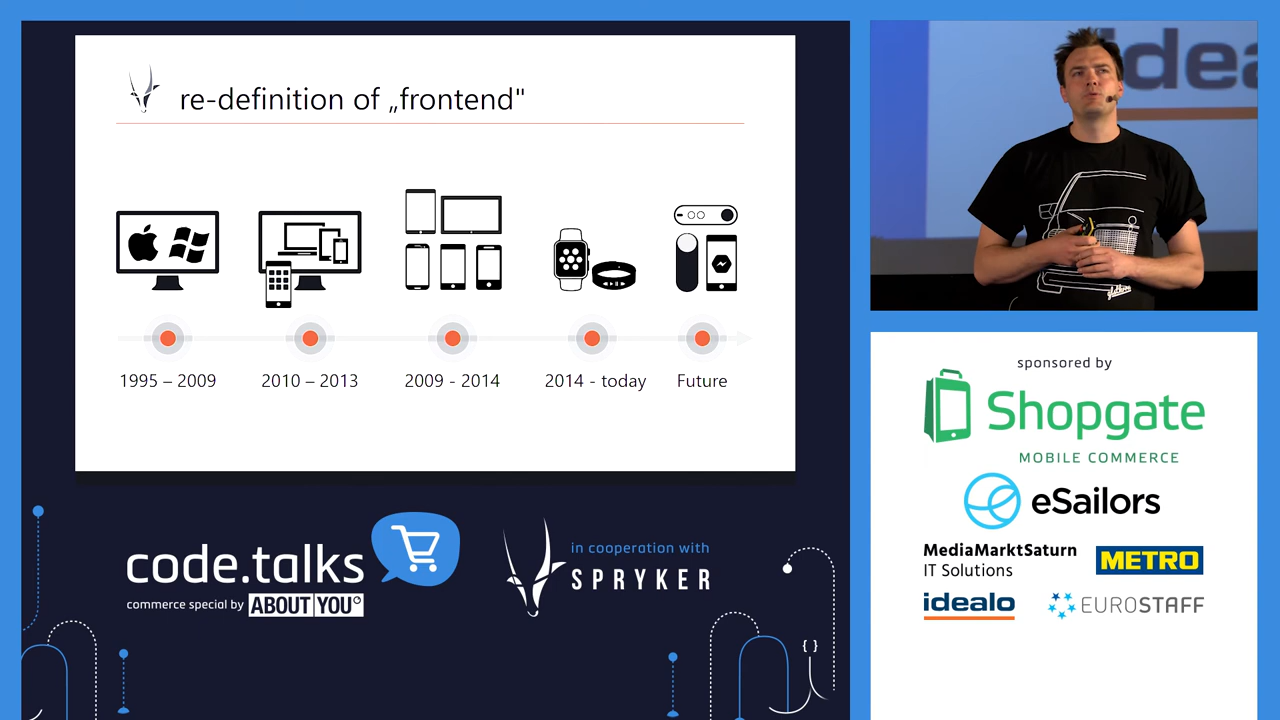 re-definition of „frontend"
1995 – 2009
2010 – 2013
2009 - 2014
2014 - today
Future
code.talks
commerce special by ABOUT YOU°
in cooperation with
SPRYKER
{ }
idea
sponsored by
Shopgate
MOBILE COMMERCE
eSailors
MediaMarktSaturn
IT Solutions
METRO
idealo
EUROSTAFF